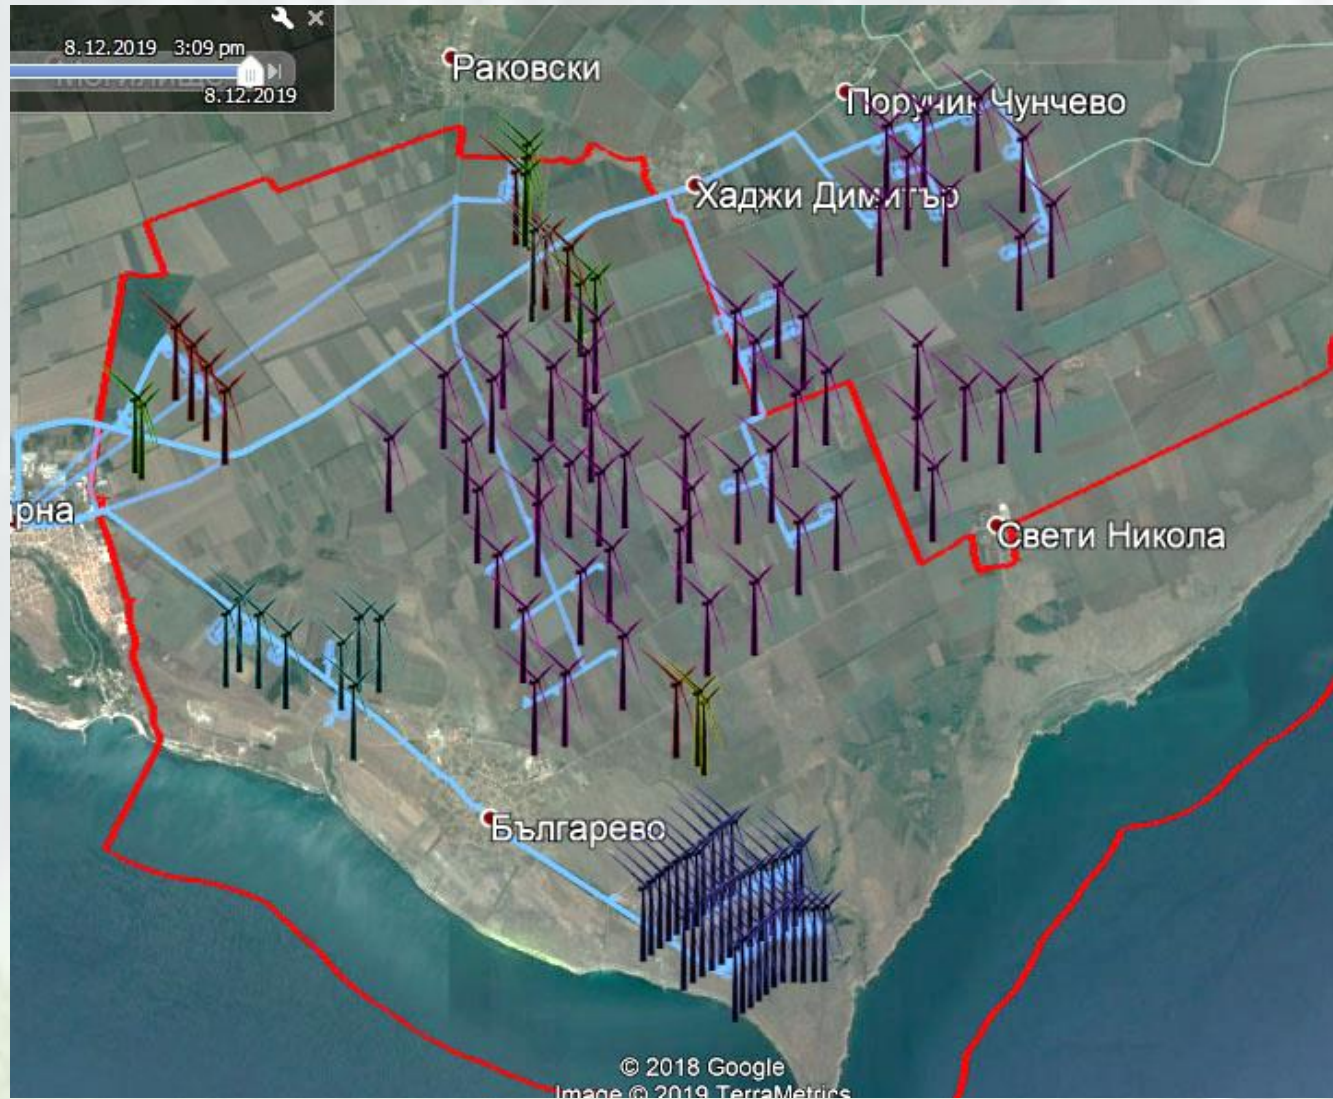 8.12.2019 3:09 pm
8.12.2019
Раковски
Поручик Чунчево
Хаджи Димитър
рна
Свети Никола
Българево
© 2018 Google
Image © 2019 TerraMetrics